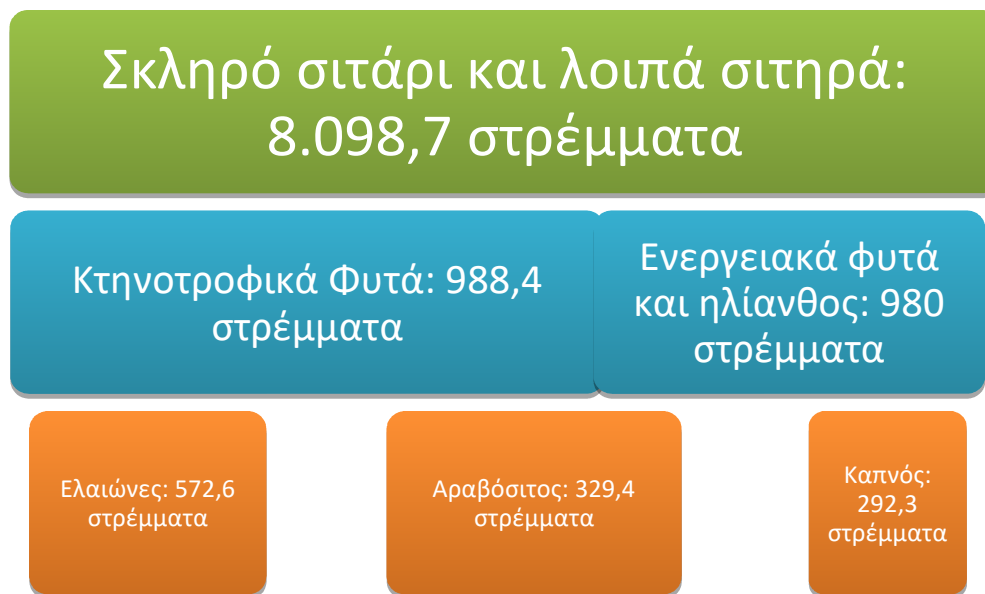 Σκληρό σιτάρι και λοιπά σιτηρά:
8.098,7 στρέμματα
Κτηνοτροφικά Φυτά: 988,4
στρέμματα
Ενεργειακά φυτά
και ηλίανθος: 980
στρέμματα
Ελαιώνες: 572,6
στρέμματα
Αραβόσιτος: 329,4
στρέμματα
Καπνός:
292,3
στρέμματα